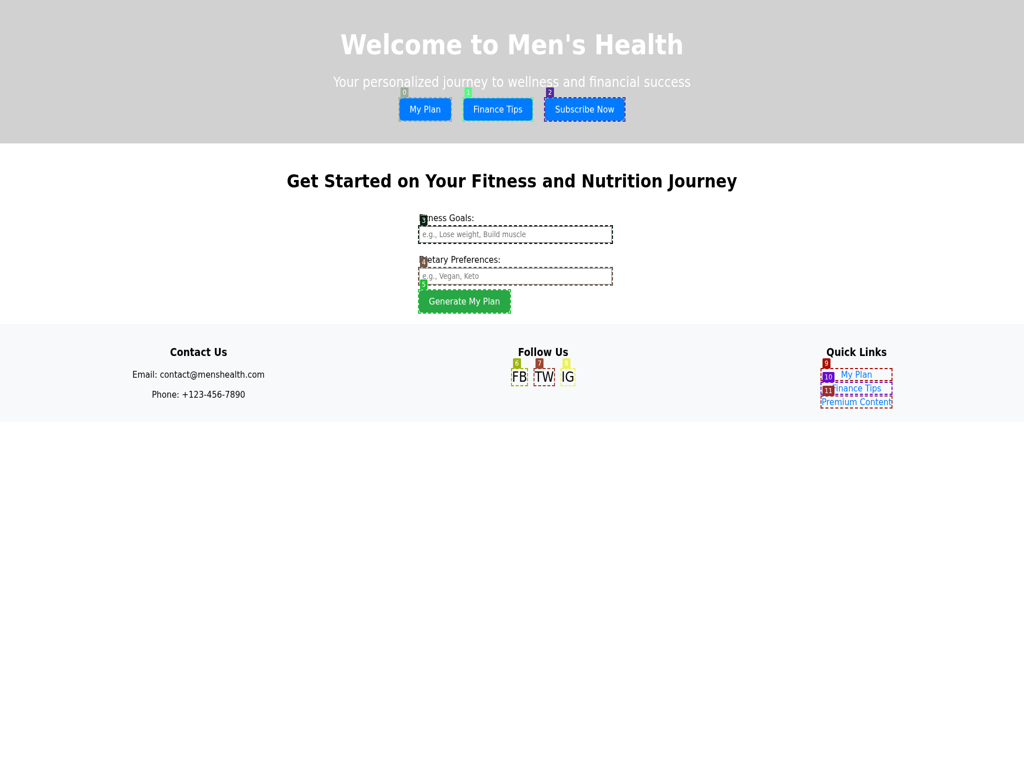 Welcome to Men's Health
Your personalized journey to wellness and financial success
0
1
2
My Plan
Finance Tips
Subscribe Now
Get Started on Your Fitness and Nutrition Journey
3
ness Goals:
e.g., Lose weight, Build muscle
4
etary Preferences:
e.g., Vegan, Keto
5
Generate My Plan
Contact Us
Email: contact@menshealth.com
Phone: +123-456-7890
Follow Us
6
7
8
FB
TW
IG
Quick Links
9
My Plan
10
inance Tips
11
Premium Content